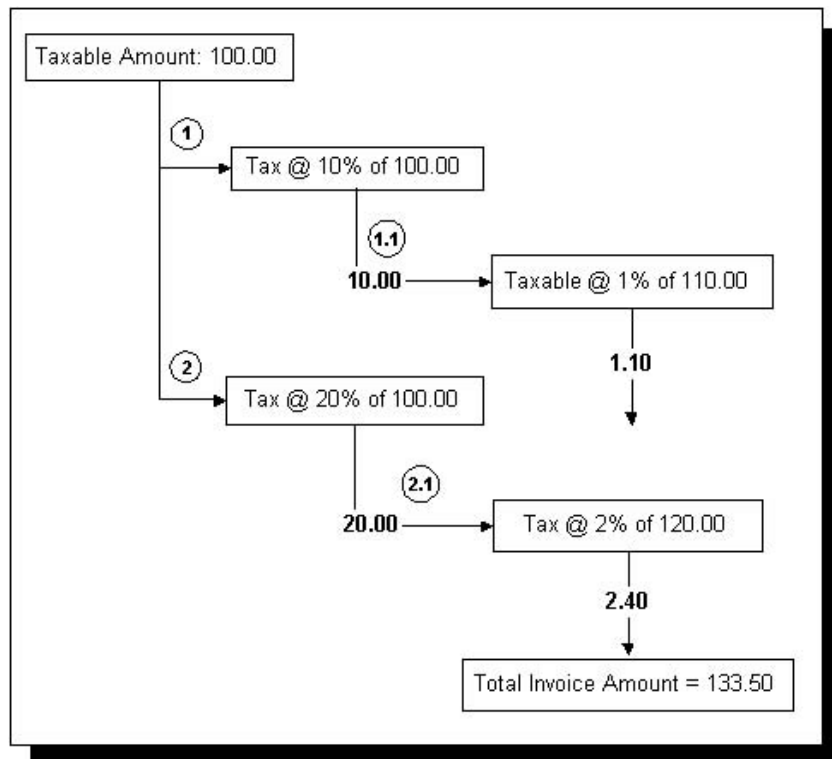 Taxable Amount: 100.00
1
Tax @ 10% of 100.00
1.1
10.00
Taxable @ 1% of 110.00
1.10
2
Tax @ 20% of 100.00
2.1
20.00
Tax @ 2% of 120.00
2.40
Total Invoice Amount = 133.50